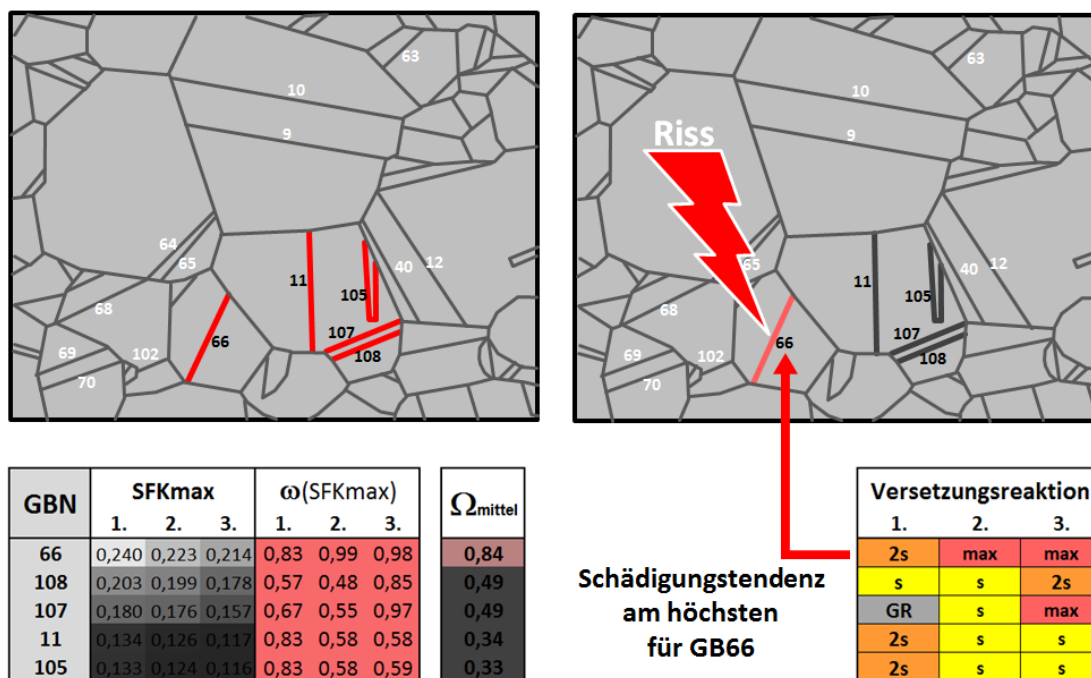 63
10
9
64
65
11
40
12
105
68
66
107
69
102
108
70
63
10
9
Riss
65
11
40
12
105
68
66
107
69
102
108
70
GBN SFKmax ω(SFKmax) Ωmittel
1. 2. 3. 1. 2. 3.
66 0,240 0,223 0,214 0,83 0,99 0,98 0,84
108 0,203 0,199 0,178 0,57 0,48 0,85 0,49
107 0,180 0,176 0,157 0,67 0,55 0,97 0,49
11 0,134 0,126 0,117 0,83 0,58 0,58 0,34
105 0,133 0,124 0,116 0,83 0,58 0,59 0,33
Schädigungstendenz
am höchsten
für GB66
Versetzungsreaktion
1. 2. 3.
2s max max
s s 2s
GR s max
2s s s
2s s s